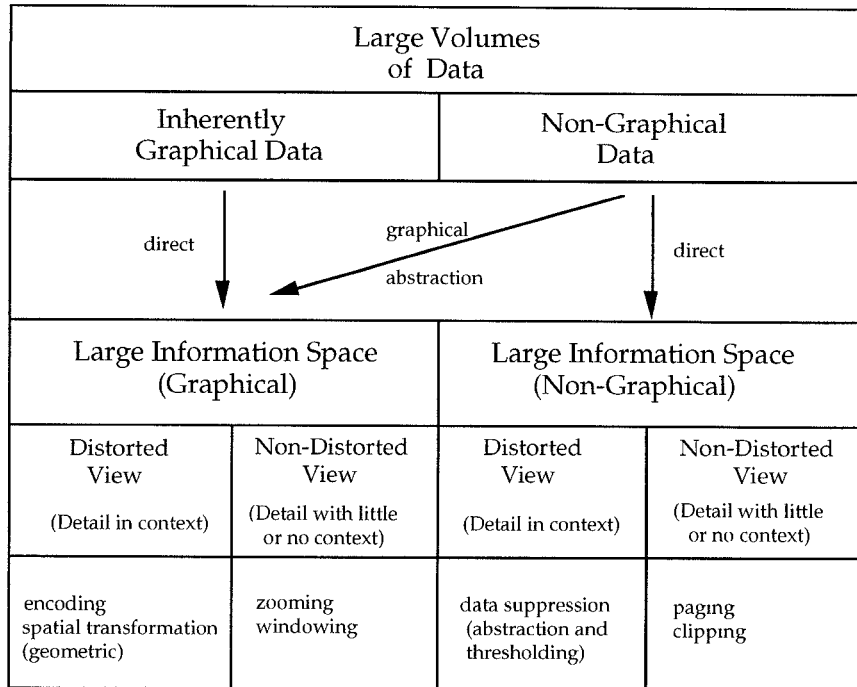 Large Volumes
of Data
Inherently
Graphical Data
Non-Graphical
Data
direct
graphical
abstraction
direct
Large Information Space
(Graphical)
Large Information Space
(Non-Graphical)
Distorted
View
(Detail in context)
Non-Distorted
View
(Detail with little
or no context)
Distorted
View
(Detail in context)
Non-Distorted
View
(Detail with little
or no context)
encoding
spatial transformation
(geometric)
zooming
windowing
data suppression
(abstraction and
thresholding)
paging
clipping